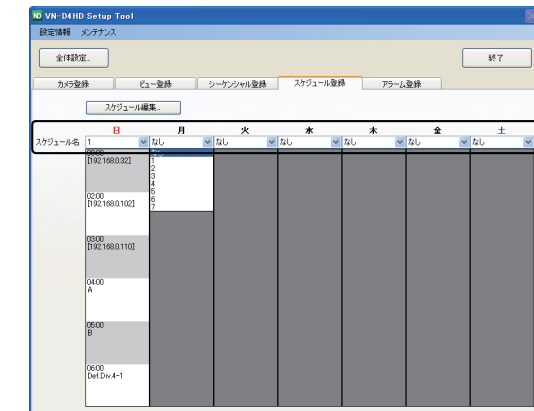 VN-D4HD Setup Tool
設定情報 メンテナンス
全体設定... 終了
カメラ登録 ビュー登録 シーケンシャル登録 スケジュール登録 アラーム登録
スケジュール編集...
日 月 火 水 木 金 土
スケジュール名 1 なし なし なし なし なし なし
[192.168.0.32]
1
2
3
4
5
6
7
02:00
[192.168.0.102]
03:00
[192.168.0.110]
04:00
A
05:00
B
06:00
Def.Div.4-1